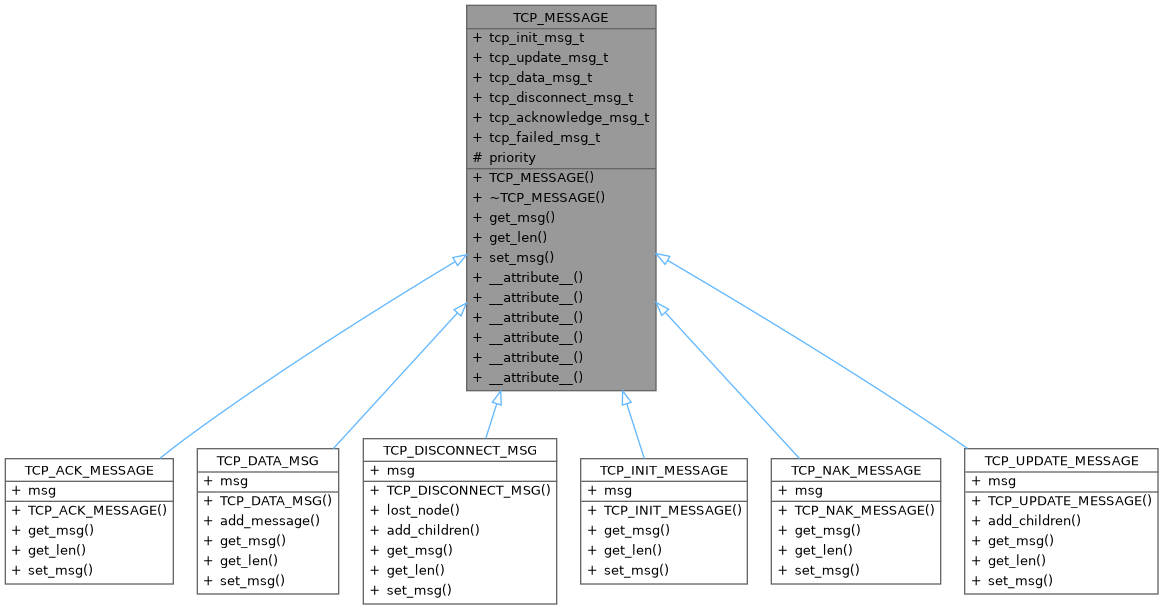 TCP_MESSAGE
+ tcp_init_msg_t
+ tcp_update_msg_t
+ tcp_data_msg_t
+ tcp_disconnect_msg_t
+ tcp_acknowledge_msg_t
+ tcp_failed_msg_t
# priority
+ TCP_MESSAGE()
+ ~TCP_MESSAGE()
+ get_msg()
+ get_len()
+ set_msg()
+ __attribute__()
+ __attribute__()
+ __attribute__()
+ __attribute__()
+ __attribute__()
+ __attribute__()
TCP_ACK_MESSAGE
+ msg
+ TCP_ACK_MESSAGE()
+ get_msg()
+ get_len()
+ set_msg()
TCP_DATA_MSG
+ msg
+ TCP_DATA_MSG()
+ add_message()
+ get_msg()
+ get_len()
+ set_msg()
TCP_DISCONNECT_MSG
+ msg
+ TCP_DISCONNECT_MSG()
+ lost_node()
+ add_children()
+ get_msg()
+ get_len()
+ set_msg()
TCP_INIT_MESSAGE
+ msg
+ TCP_INIT_MESSAGE()
+ get_msg()
+ get_len()
+ set_msg()
TCP_NAK_MESSAGE
+ msg
+ TCP_NAK_MESSAGE()
+ get_msg()
+ get_len()
+ set_msg()
TCP_UPDATE_MESSAGE
+ msg
+ TCP_UPDATE_MESSAGE()
+ add_children()
+ get_msg()
+ get_len()
+ set_msg()